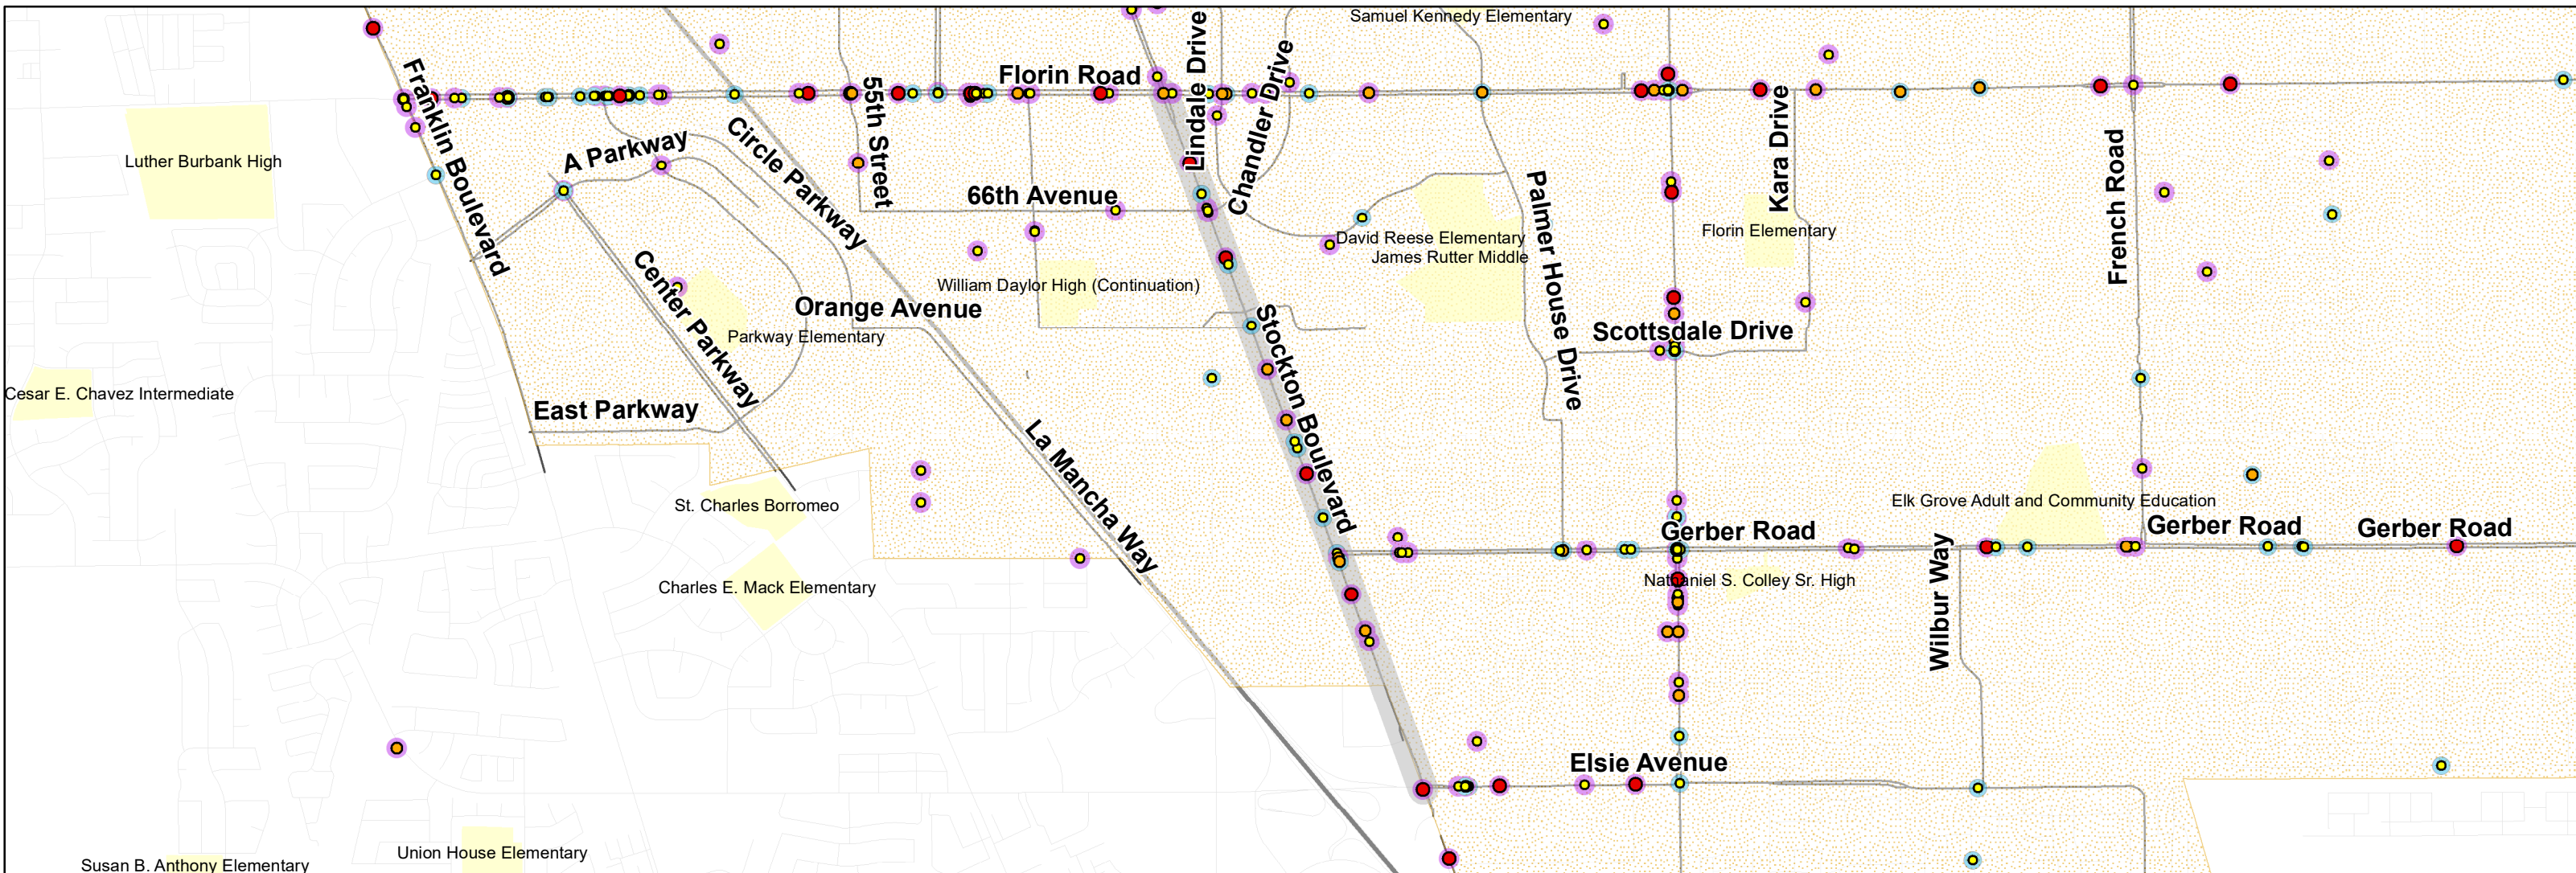 Samuel Kennedy Elementary
Franklin Boulevard
Florin Road
Lindale Drive
Chandler Drive
55th Street
Kara Drive
French Road
Luther Burbank High
A Parkway
Circle Parkway
66th Avenue
Palmer House Drive
David Reese Elementary
James Rutter Middle
Florin Elementary
Center Parkway
William Daylor High (Continuation)
Orange Avenue
Parkway Elementary
Stockton Boulevard
Scottsdale Drive
Cesar E. Chavez Intermediate
East Parkway
La Mancha Way
St. Charles Borromeo
Elk Grove Adult and Community Education
Gerber Road
Gerber Road
Gerber Road
Charles E. Mack Elementary
Nathaniel S. Colley Sr. High
Wilbur Way
Elsie Avenue
Union House Elementary
Susan B. Anthony Elementary